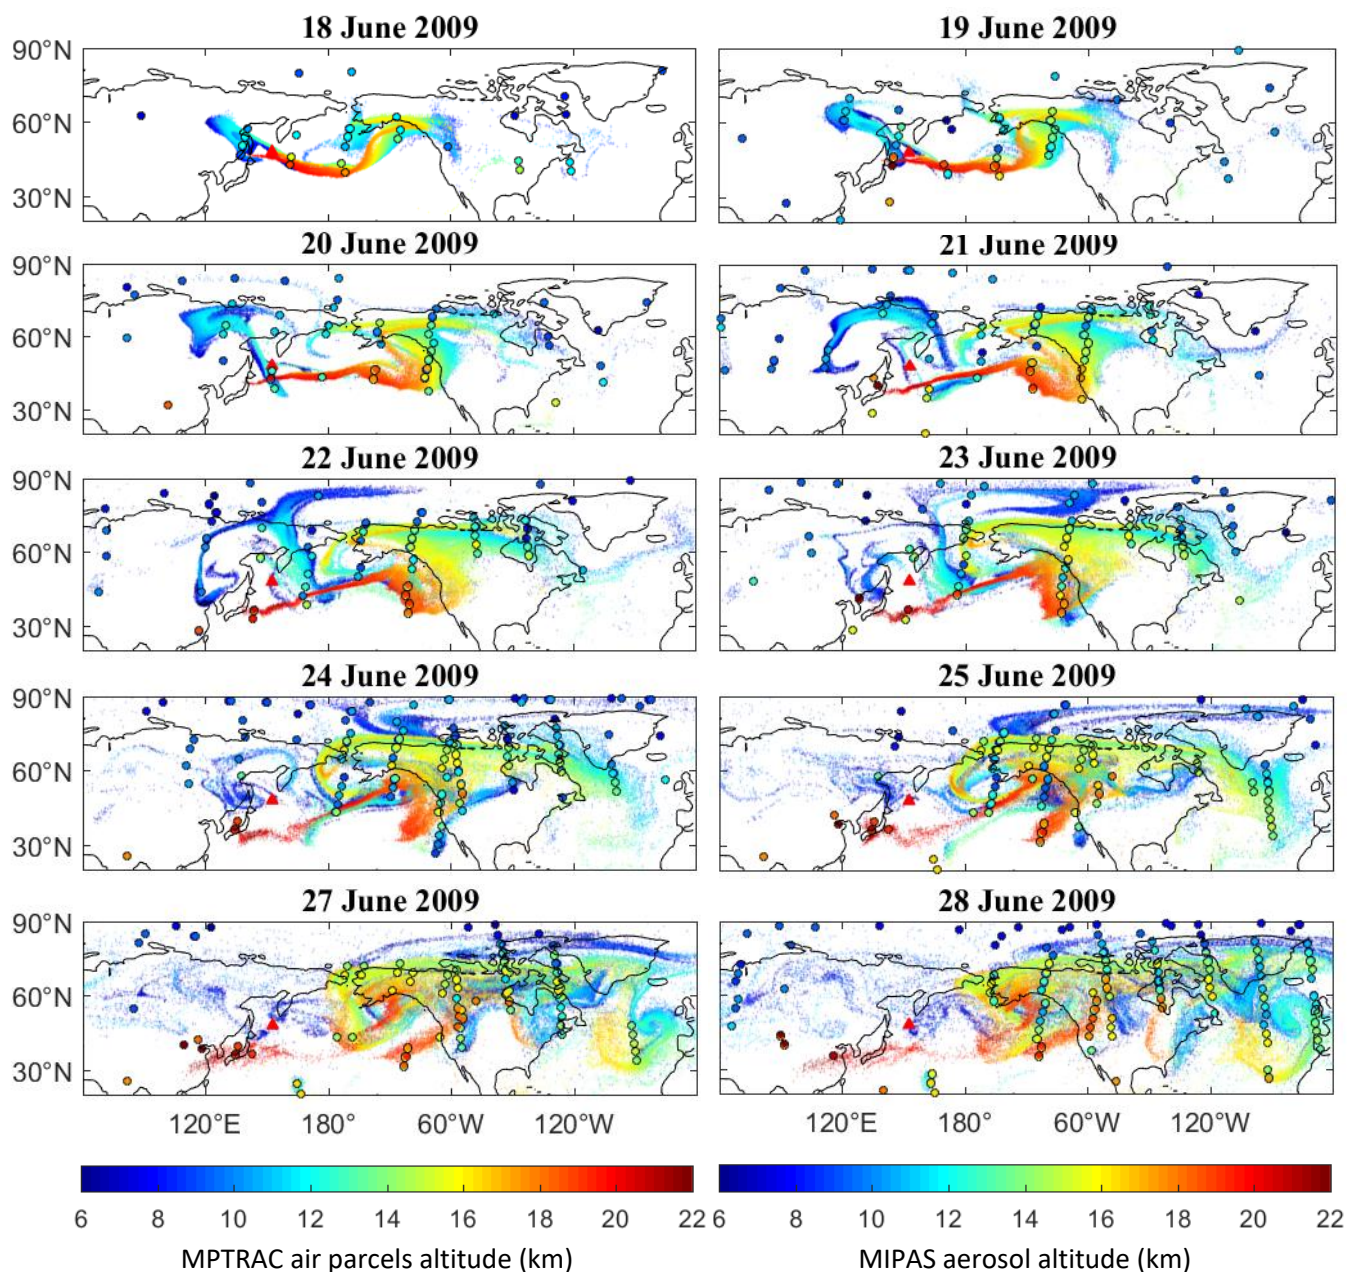 18 June 2009
19 June 2009
90°N
60°N
30°N
20 June 2009
21 June 2009
90°N
60°N
30°N
22 June 2009
23 June 2009
90°N
60°N
30°N
24 June 2009
25 June 2009
90°N
60°N
30°N
27 June 2009
28 June 2009
90°N
60°N
30°N
120°E 180° 60°W 120°W
120°E 180° 60°W 120°W
6 8 10 12 14 16 18 20 22
6 8 10 12 14 16 18 20 22
MPTRAC air parcels altitude (km)
MIPAS aerosol altitude (km)